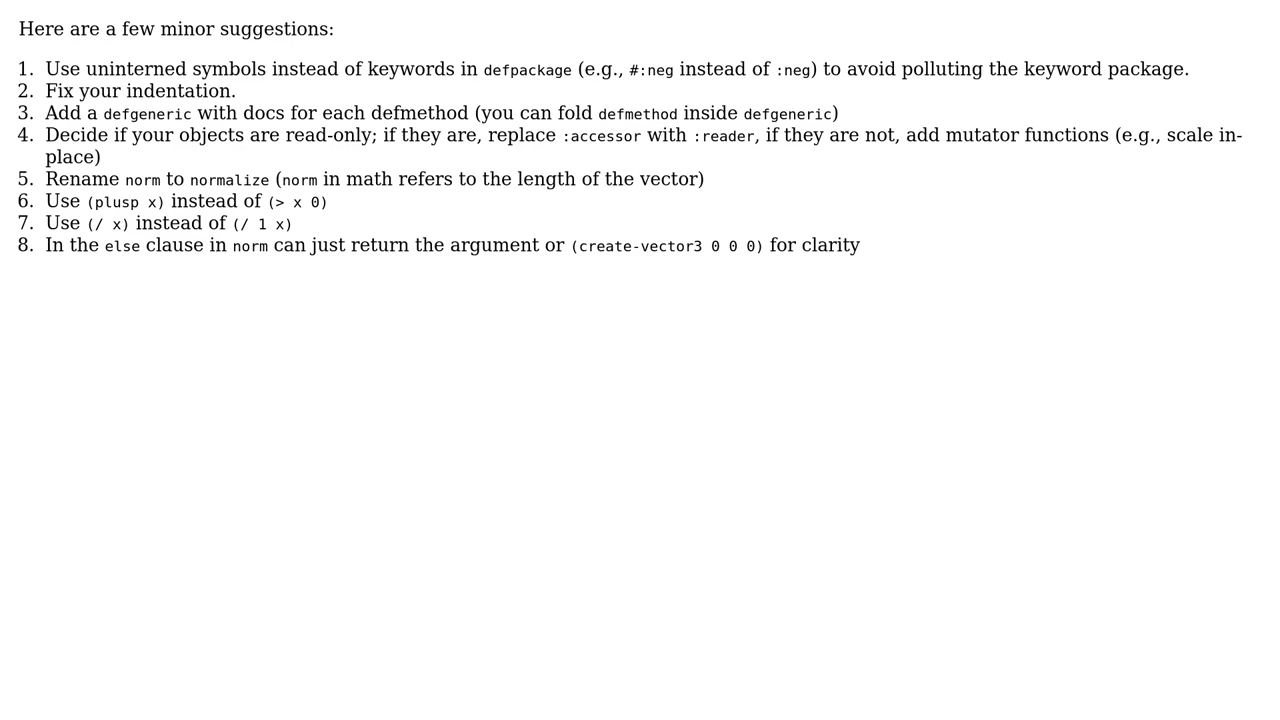 Here are a few minor suggestions:
1. Use uninterned symbols instead of keywords in defpackage (e.g., #:neg instead of :neg) to avoid polluting the keyword package.
2. Fix your indentation.
3. Add a defgeneric with docs for each defmethod (you can fold defmethod inside defgeneric)
4. Decide if your objects are read-only; if they are, replace :accessor with :reader, if they are not, add mutator functions (e.g., scale in-
place)
5. Rename norm to normalize (norm in math refers to the length of the vector)
6. Use (plusp x) instead of (> x 0)
7. Use (/ x) instead of (/ 1 x)
8. In the else clause in norm can just return the argument or (create-vector3 0 0 0) for clarity